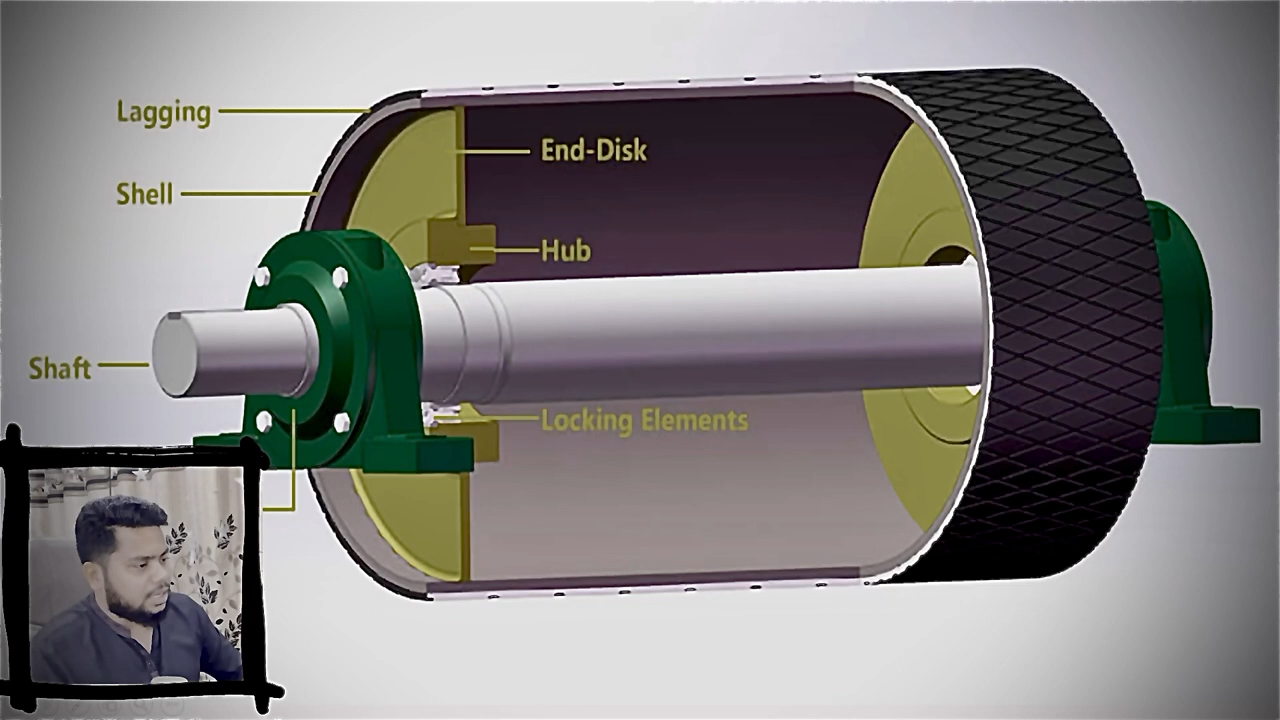 Lagging
End-Disk
Shell
Hub
Shaft
Locking Elements